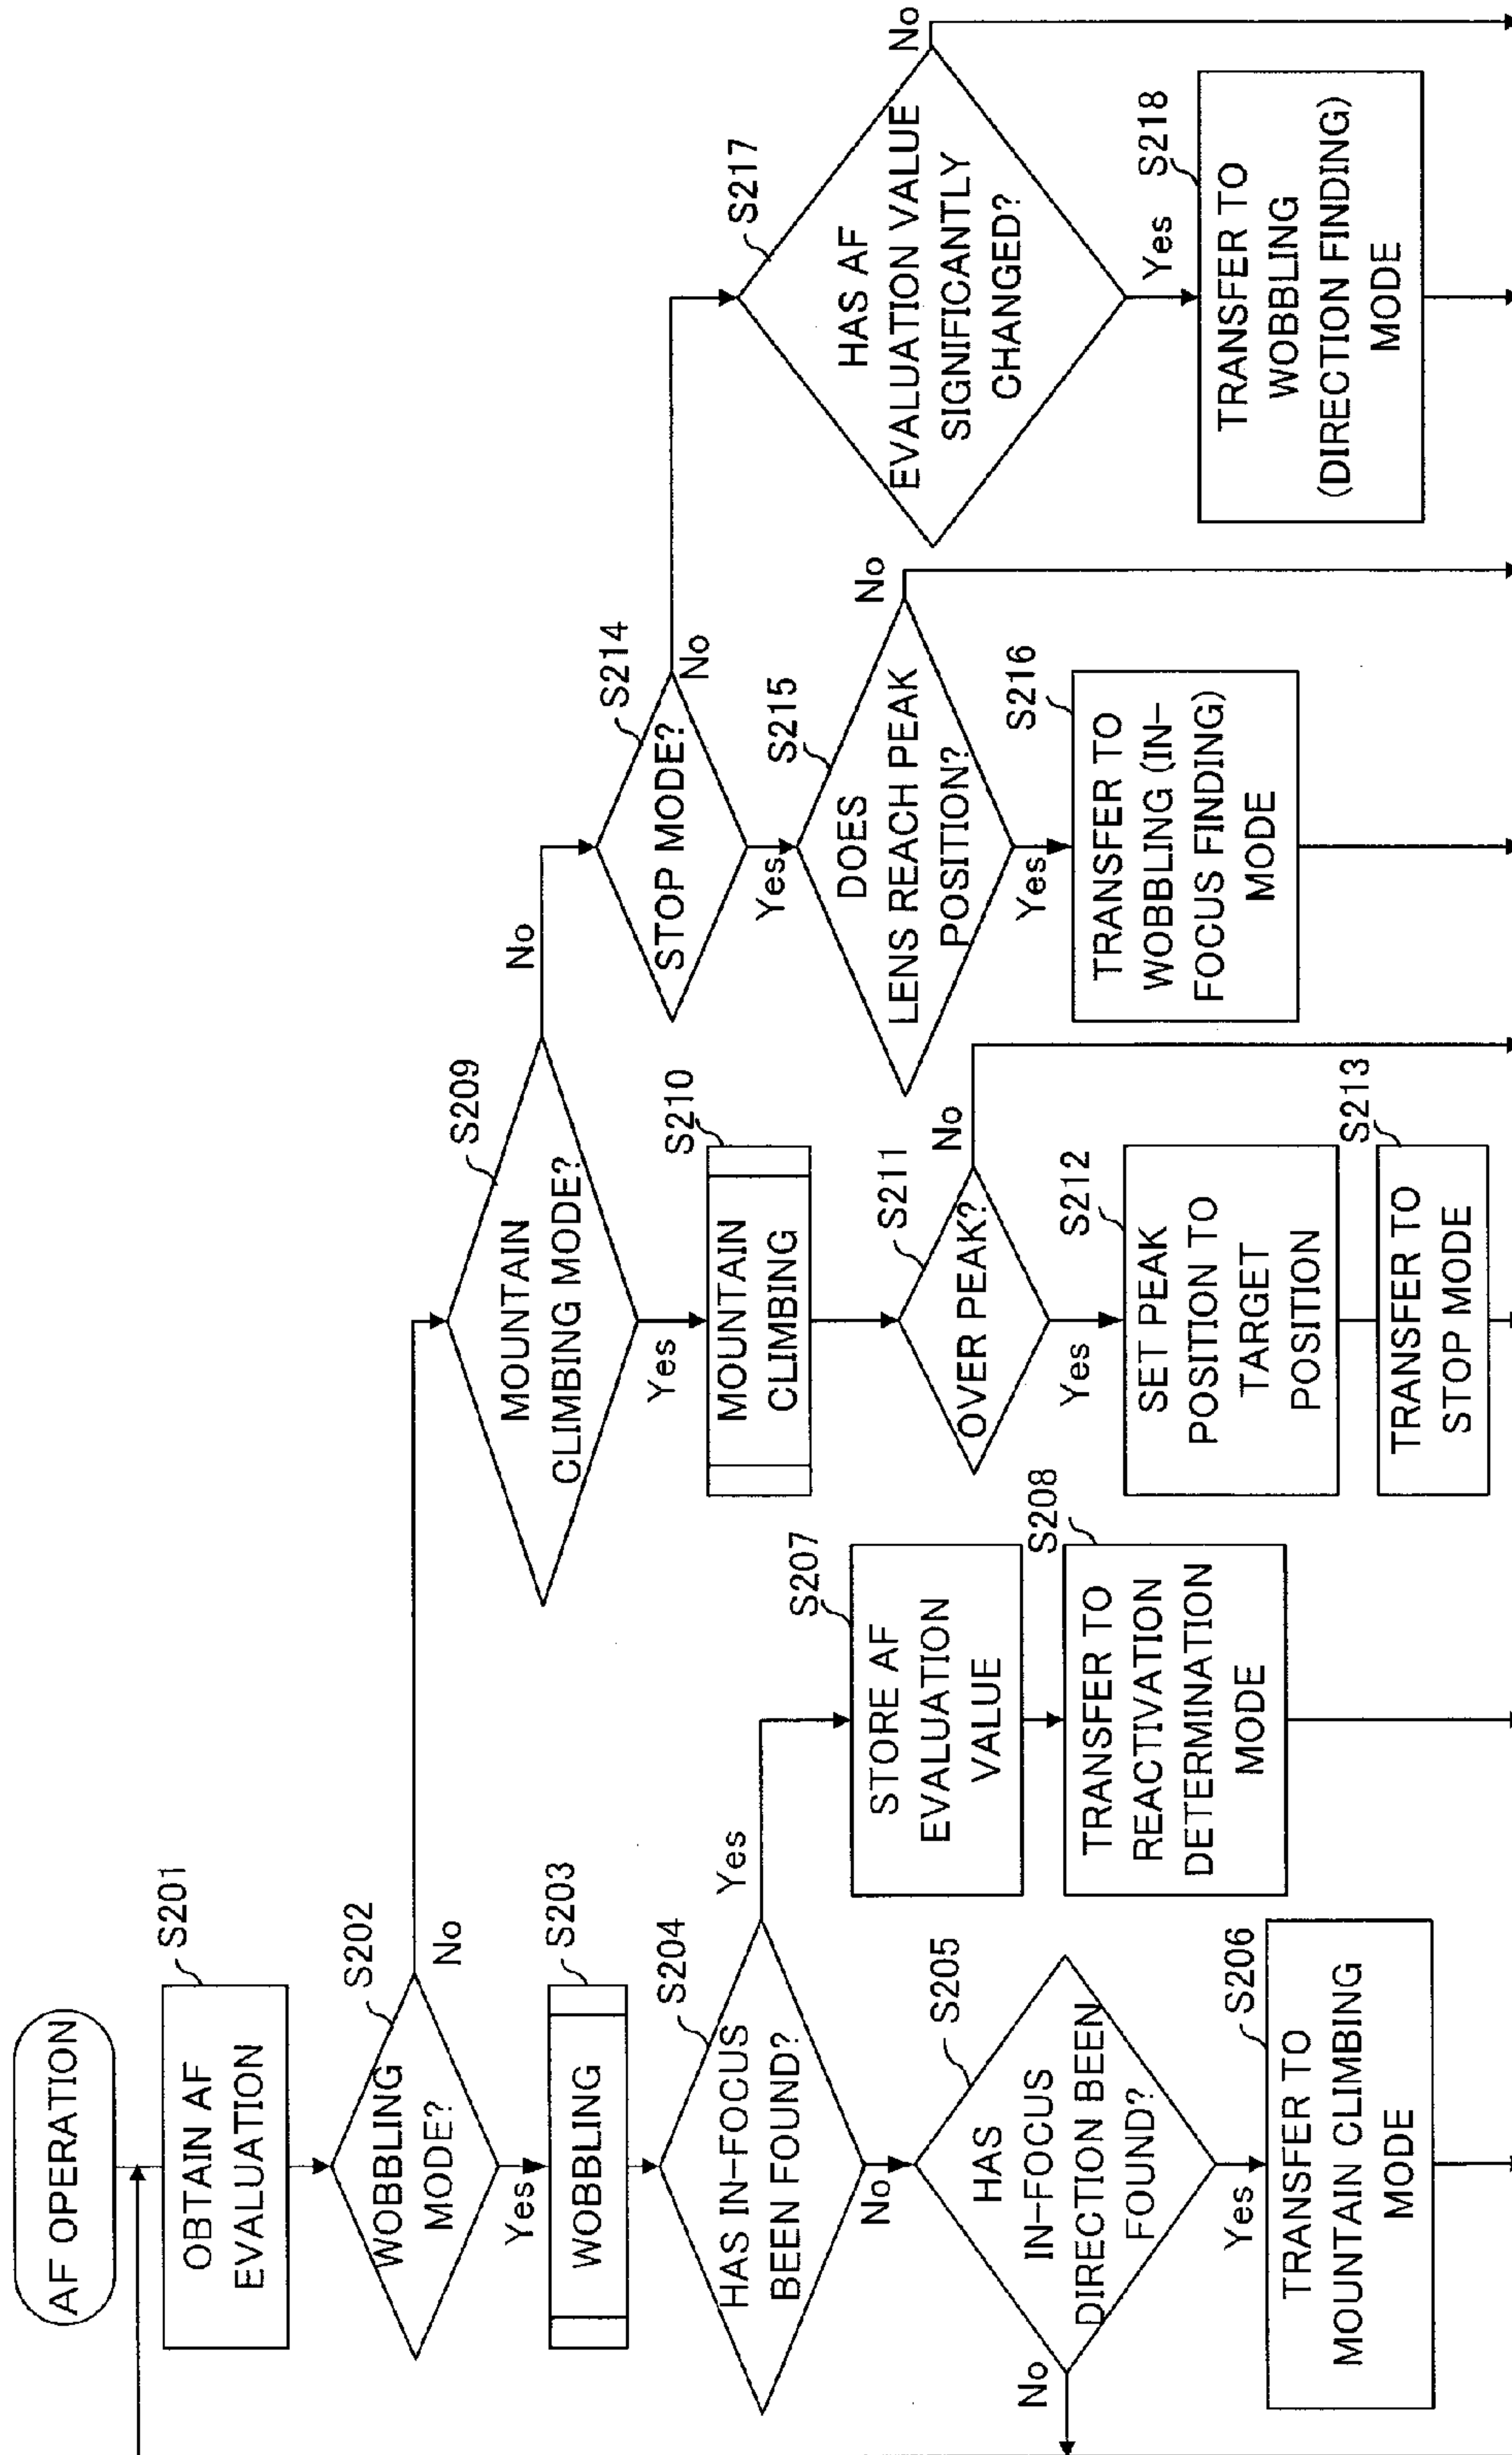 AF OPERATION
S201
OBTAIN AF
EVALUATION
S202
WOBBLING
MODE?
No
Yes
S203
WOBBLING
S204
HAS IN-FOCUS
BEEN FOUND?
Yes
No
S205
HAS
IN-FOCUS
DIRECTION BEEN
FOUND?
No
Yes
S206
TRANSFER TO
MOUNTAIN CLIMBING
MODE
S207
STORE AF
EVALUATION
VALUE
S208
TRANSFER TO
REACTIVATION
DETERMINATION
MODE
S209
MOUNTAIN
CLIMBING MODE?
No
Yes
S210
MOUNTAIN
CLIMBING
S211
OVER PEAK?
No
Yes
S212
SET PEAK
POSITION TO
TARGET
POSITION
S213
TRANSFER TO
STOP MODE
S214
STOP MODE?
No
Yes
S215
DOES
LENS REACH PEAK
POSITION?
No
Yes
S216
TRANSFER TO
WOBBLING (IN-
FOCUS FINDING)
MODE
S217
HAS AF
EVALUATION VALUE
SIGNIFICANTLY
CHANGED?
No
Yes
S218
TRANSFER TO
WOBBLING
(DIRECTION FINDING)
MODE